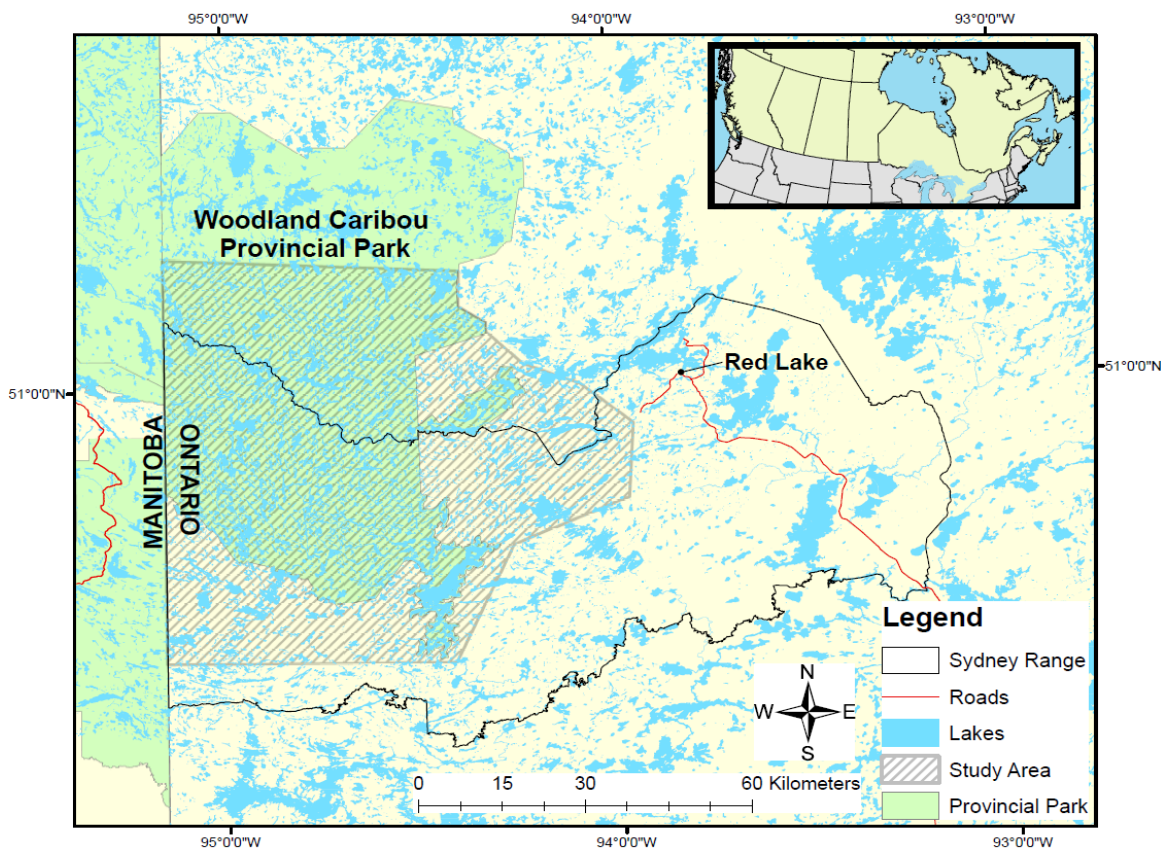 95°0'0"W 94°0'0"W 93°0'0"W
Woodland Caribou
Provincial Park
Red Lake
51°0'0"N
51°0'0"N
MANITOBA
ONTARIO
Legend
Sydney Range
Roads
Lakes
Study Area
Provincial Park
N
W E
S
0 15 30 60 Kilometers
95°0'0"W 94°0'0"W 93°0'0"W